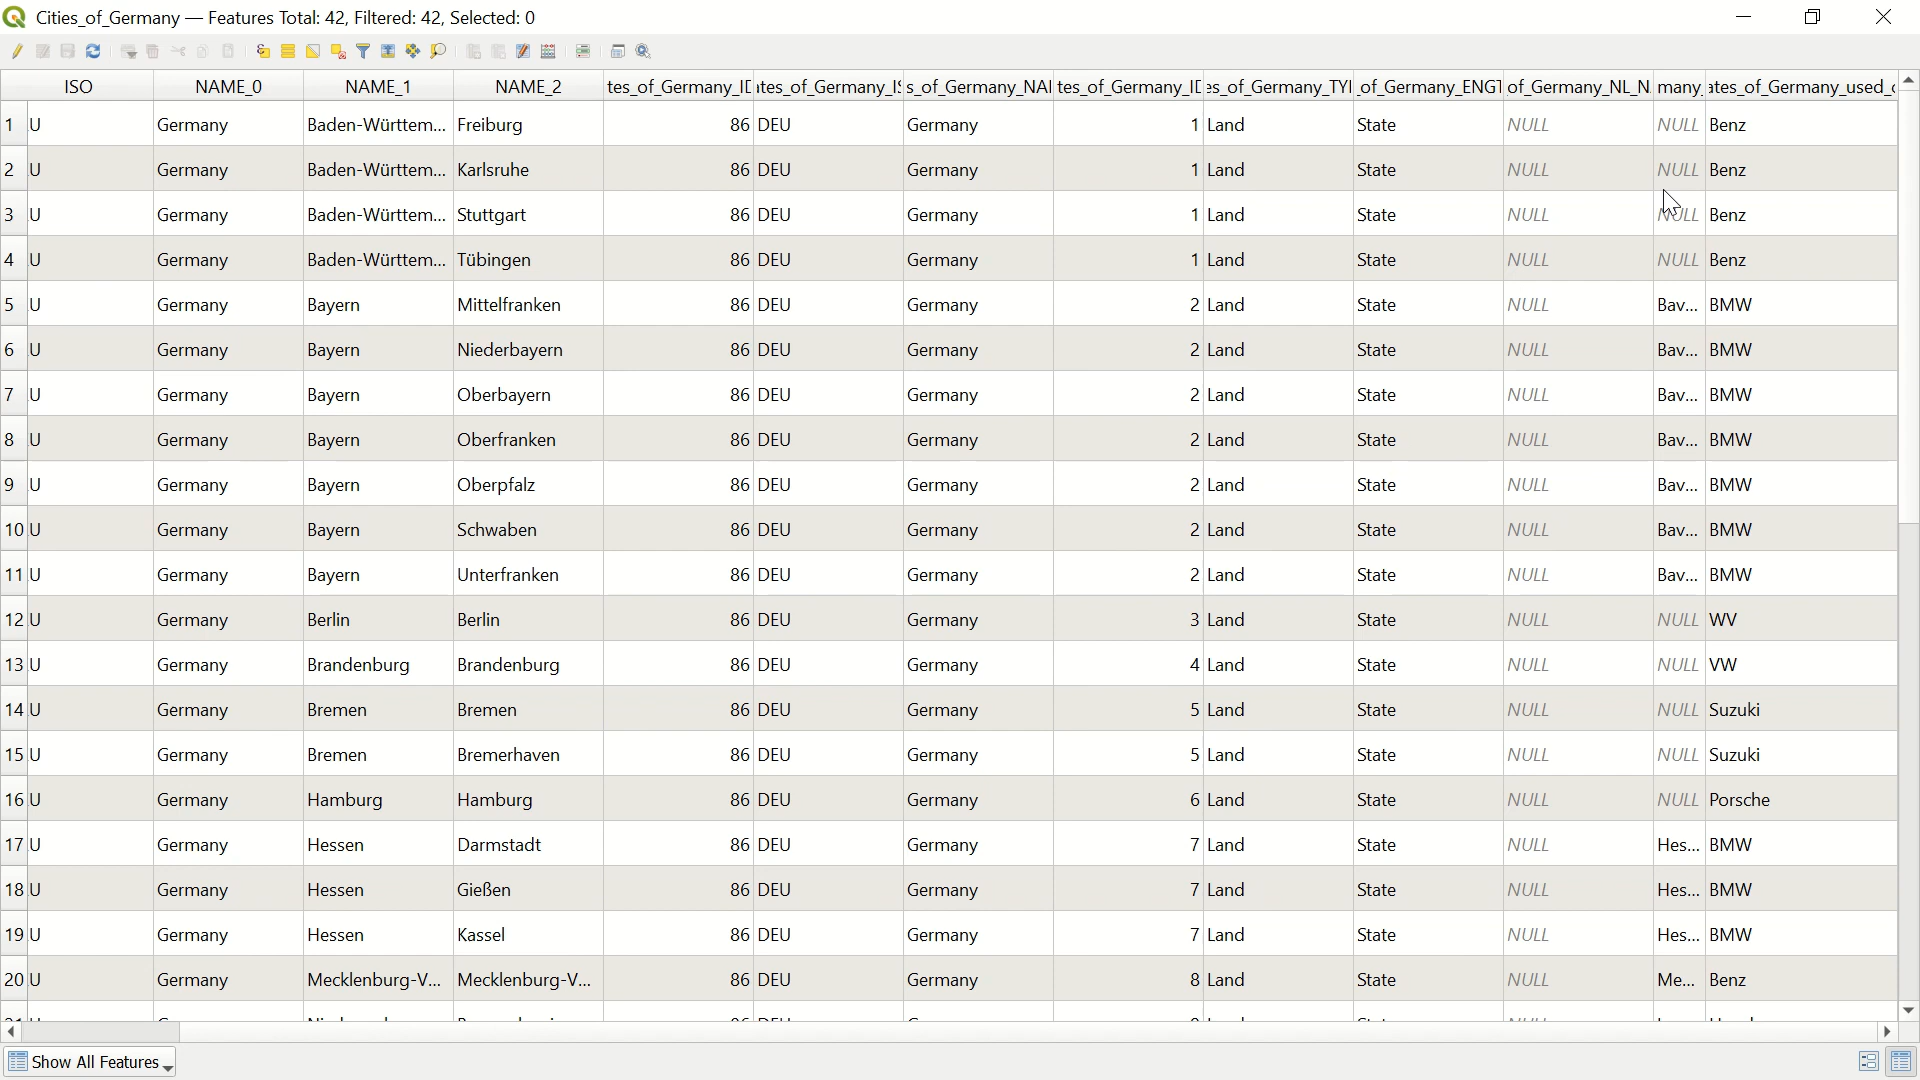 Cities_of_Germany — Features Total: 42, Filtered: 42, Selected: 0
ISO NAME_0 NAME_1 NAME_2 tes_of_Germany_ID ates_of_Germany_IS s_of_Germany_NAI tes_of_Germany_ID es_of_Germany_TYI _of_Germany_ENGT of_Germany_NL_N. many_ ates_of_Germany_used_c
1 U Germany Baden-Württem... Freiburg 86 DEU Germany 1 Land State NULL NULL Benz
2 U Germany Baden-Württem... Karlsruhe 86 DEU Germany 1 Land State NULL NULL Benz
3 U Germany Baden-Württem... Stuttgart 86 DEU Germany 1 Land State NULL NULL Benz
4 U Germany Baden-Württem... Tübingen 86 DEU Germany 1 Land State NULL NULL Benz
5 U Germany Bayern Mittelfranken 86 DEU Germany 2 Land State NULL Bav... BMW
6 U Germany Bayern Niederbayern 86 DEU Germany 2 Land State NULL Bav... BMW
7 U Germany Bayern Oberbayern 86 DEU Germany 2 Land State NULL Bav... BMW
8 U Germany Bayern Oberfranken 86 DEU Germany 2 Land State NULL Bav... BMW
9 U Germany Bayern Oberpfalz 86 DEU Germany 2 Land State NULL Bav... BMW
10 U Germany Bayern Schwaben 86 DEU Germany 2 Land State NULL Bav... BMW
11 U Germany Bayern Unterfranken 86 DEU Germany 2 Land State NULL Bav... BMW
12 U Germany Berlin Berlin 86 DEU Germany 3 Land State NULL NULL WV
13 U Germany Brandenburg Brandenburg 86 DEU Germany 4 Land State NULL NULL VW
14 U Germany Bremen Bremen 86 DEU Germany 5 Land State NULL NULL Suzuki
15 U Germany Bremen Bremerhaven 86 DEU Germany 5 Land State NULL NULL Suzuki
16 U Germany Hamburg Hamburg 86 DEU Germany 6 Land State NULL NULL Porsche
17 U Germany Hessen Darmstadt 86 DEU Germany 7 Land State NULL Hes... BMW
18 U Germany Hessen Gießen 86 DEU Germany 7 Land State NULL Hes... BMW
19 U Germany Hessen Kassel 86 DEU Germany 7 Land State NULL Hes... BMW
20 U Germany Mecklenburg-V... Mecklenburg-V... 86 DEU Germany 8 Land State NULL Me... Benz
Show All Features